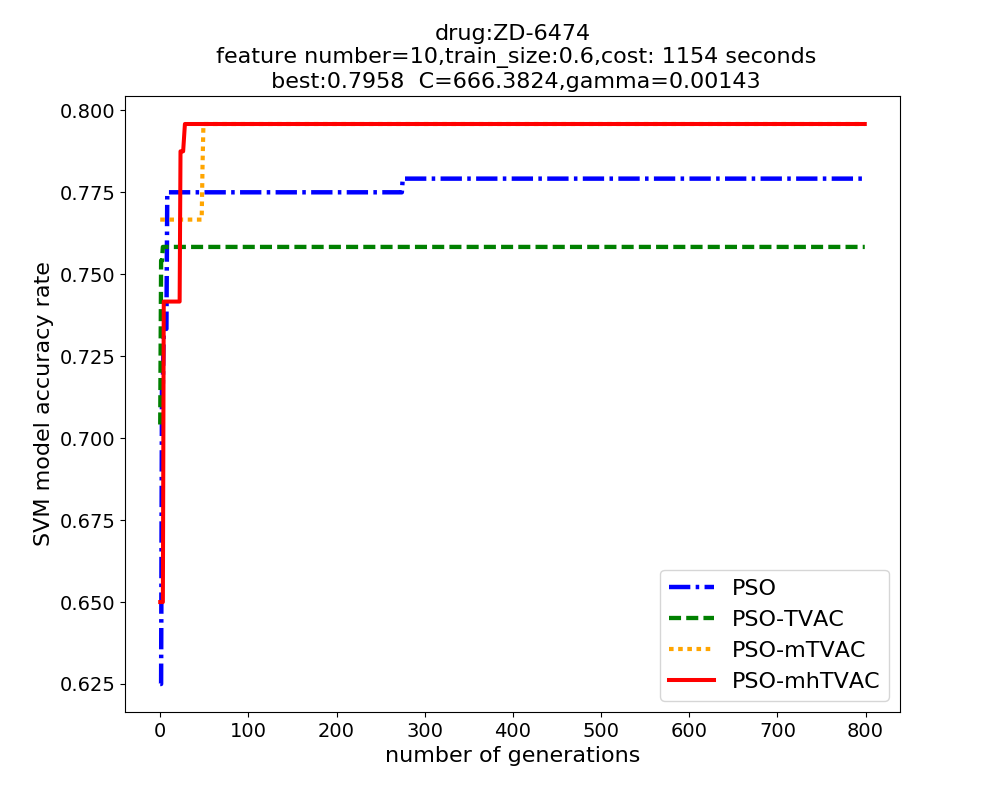 drug:ZD-6474
feature number=10,train_size:0.6,cost: 1154 seconds
best:0.7958  C=666.3824,gamma=0.00143
SVM model accuracy rate
0.800
0.775
0.750
0.725
0.700
0.675
0.650
0.625
PSO
PSO-TVAC
PSO-mTVAC
PSO-mhTVAC
0 100 200 300 400 500 600 700 800
number of generations